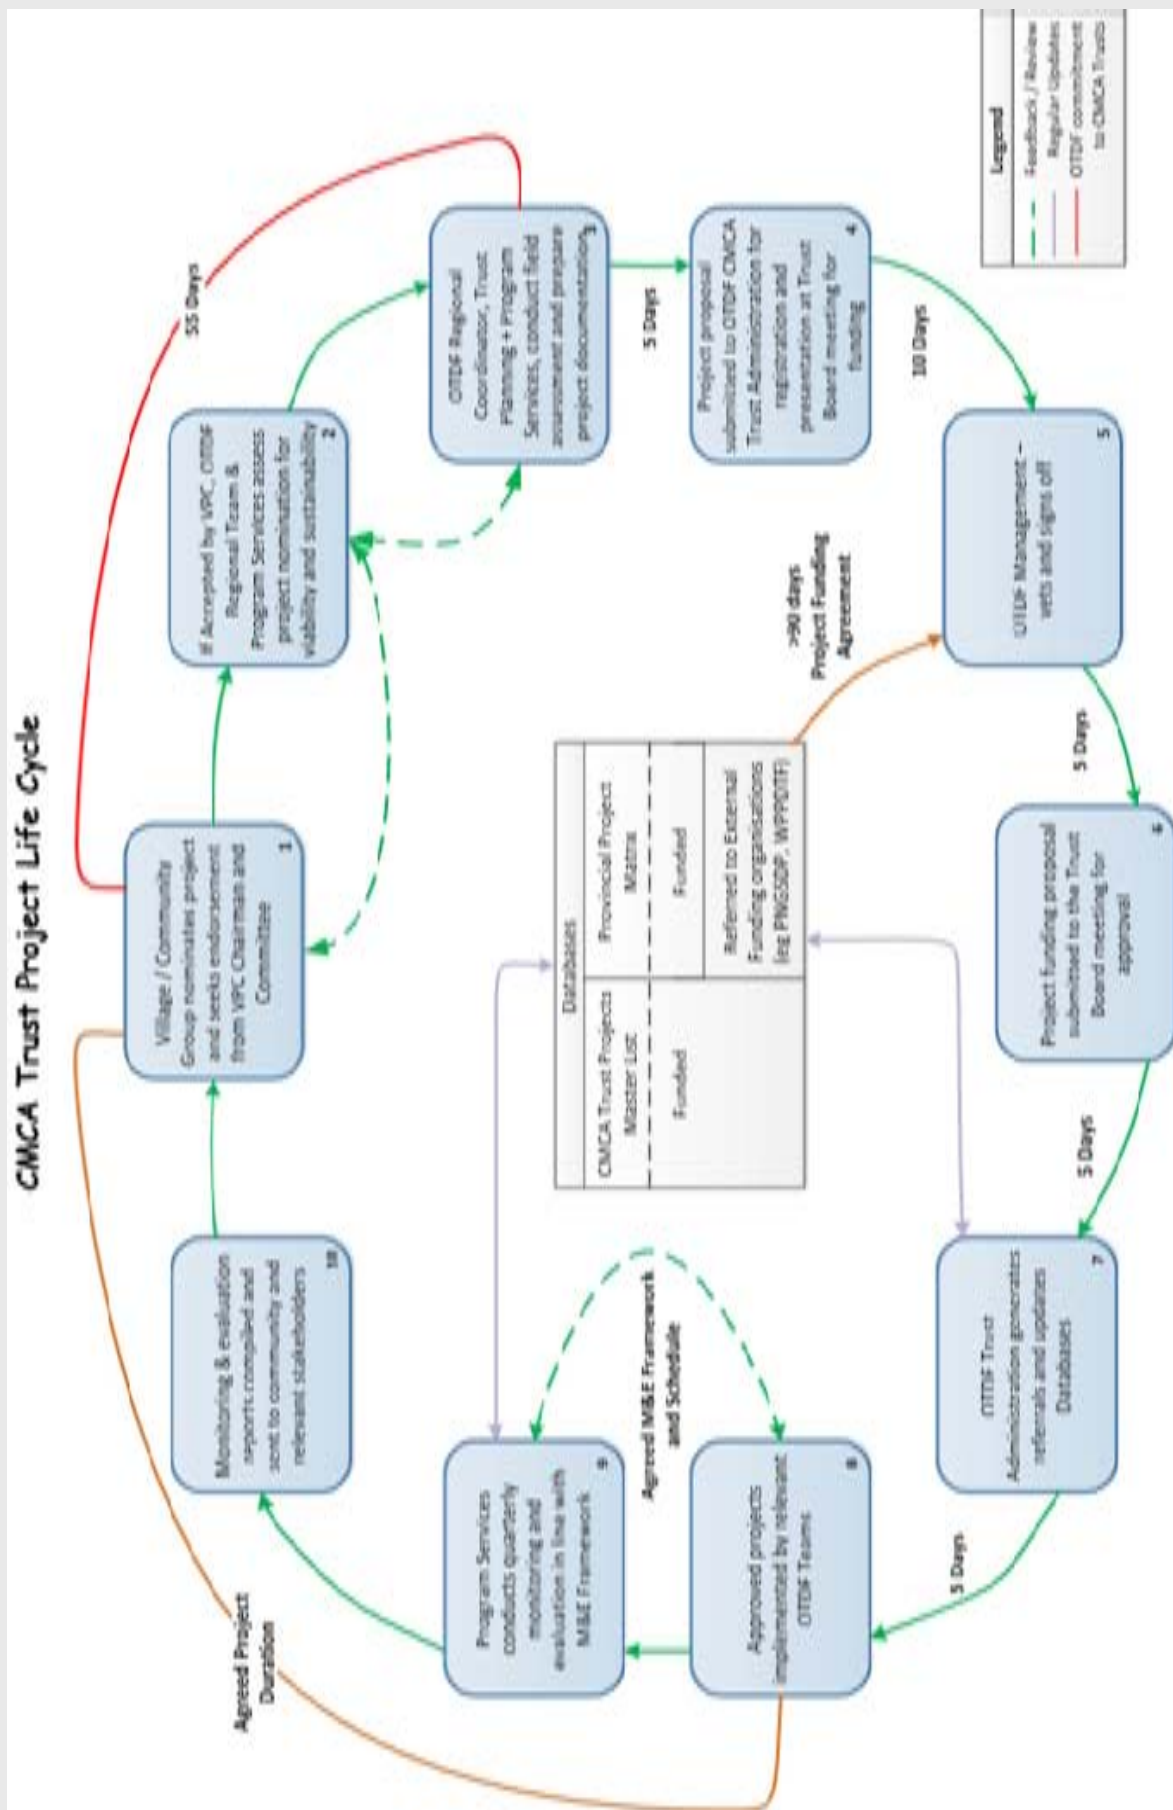 CMCA Trust Project Life Cycle
Village / Community
Group nominates project
and seeks endorsement
from VPC Chairman and
Committee
1
If Accepted by VPC, OTDF
Regional Team &
Program Services assess
project nomination for
viability and sustainability
2
55 Days
OTDF Regional
Coordinator, Trust
Planning + Program
Services, conduct field
assessment and prepare
project documentation
3
5 Days
Project proposal
submitted to OTDF CMCA
Trust Administration for
registration and
presentation at Trust
Board meeting for
funding
4
10 Days
OTDF Management –
vets and signs off
5
>90 days
Project Funding
Agreement
5 Days
Project funding proposal
submitted to the Trust
Board meeting for
approval
6
5 Days
OTDF Trust
Administration generates
referrals and updates
Databases
7
5 Days
Approved projects
implemented by relevant
OTDF Teams
8
Agreed M&E Framework
and Schedule
Program Services
conducts quarterly
monitoring and
evaluation in line with
M&E Framework
9
Monitoring & evaluation
reports compiled and
sent to community and
relevant stakeholders
10
Agreed Project
Duration
Databases
CMCA Trust Projects
Master List
Provincial Project
Matrix
Funded
Funded
Referred to External
Funding organisations
(eg PNGSDP, WPPDTF)
Legend
Feedback / Review
Regular Updates
OTDF commitment
to CMCA Trusts